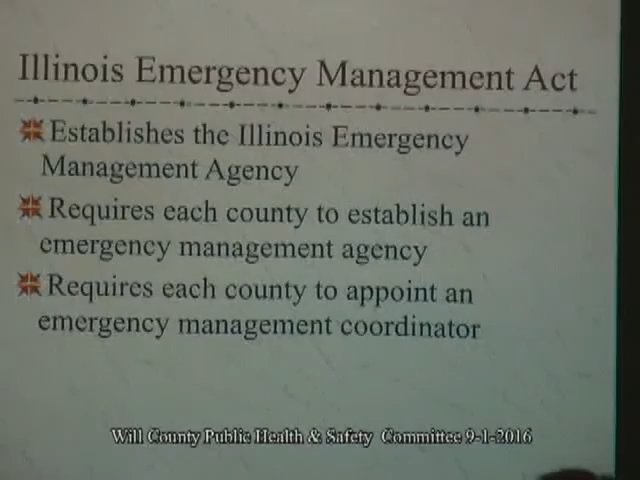 Illinois Emergency Management Act
Establishes the Illinois Emergency
Management Agency
Requires each county to establish an
emergency management agency
Requires each county to appoint an
emergency management coordinator
Will County Public Health & Safety Committee 9-1-2016